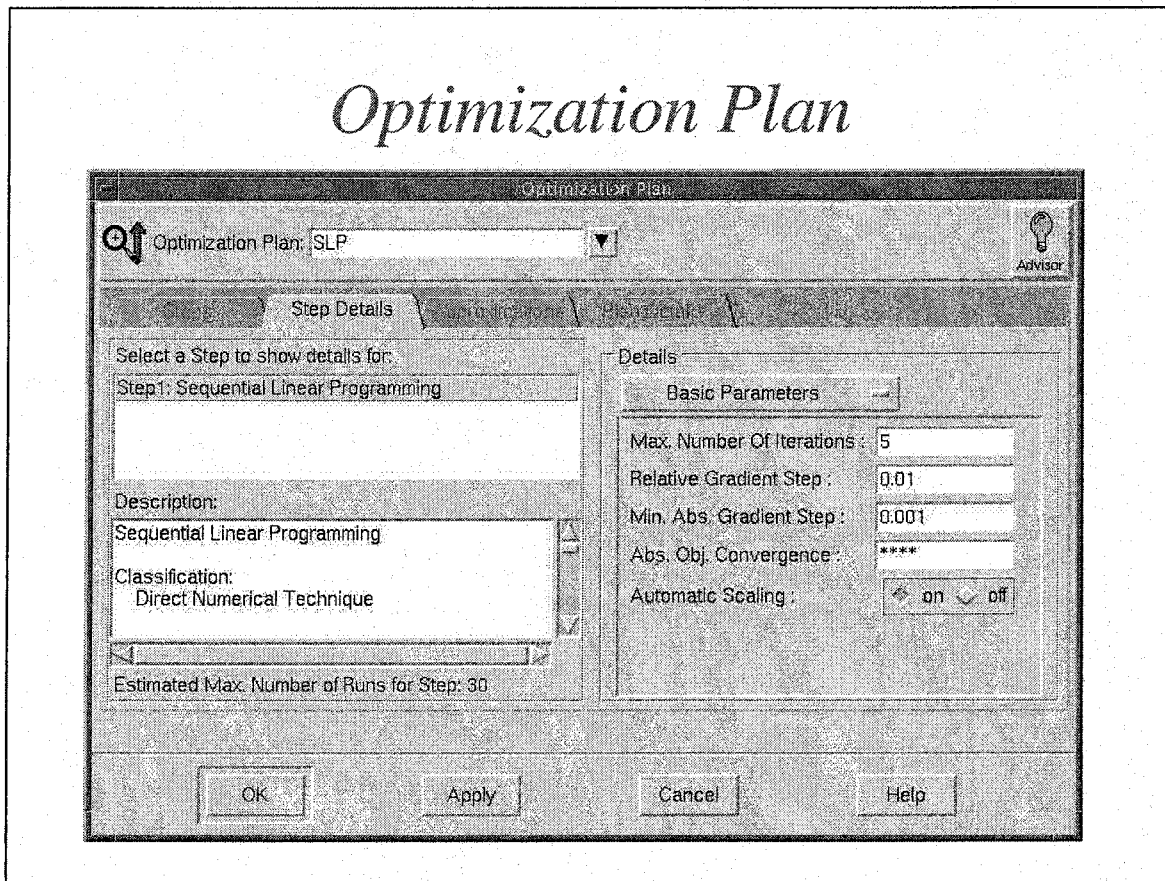 Optimization Plan
Optimization Plan
Optimization Plan: SLP
Advisor
Step Details
Select a Step to show details for:
Step1: Sequential Linear Programming
Description:
Sequential Linear Programming
Classification:
Direct Numerical Technique
Estimated Max. Number of Runs for Step: 30
Details
Basic Parameters
Max. Number Of Iterations : 5
Relative Gradient Step : 0.01
Min. Abs. Gradient Step : 0.001
Abs. Obj. Convergence : ****
Automatic Scaling : on off
OK Apply Cancel Help